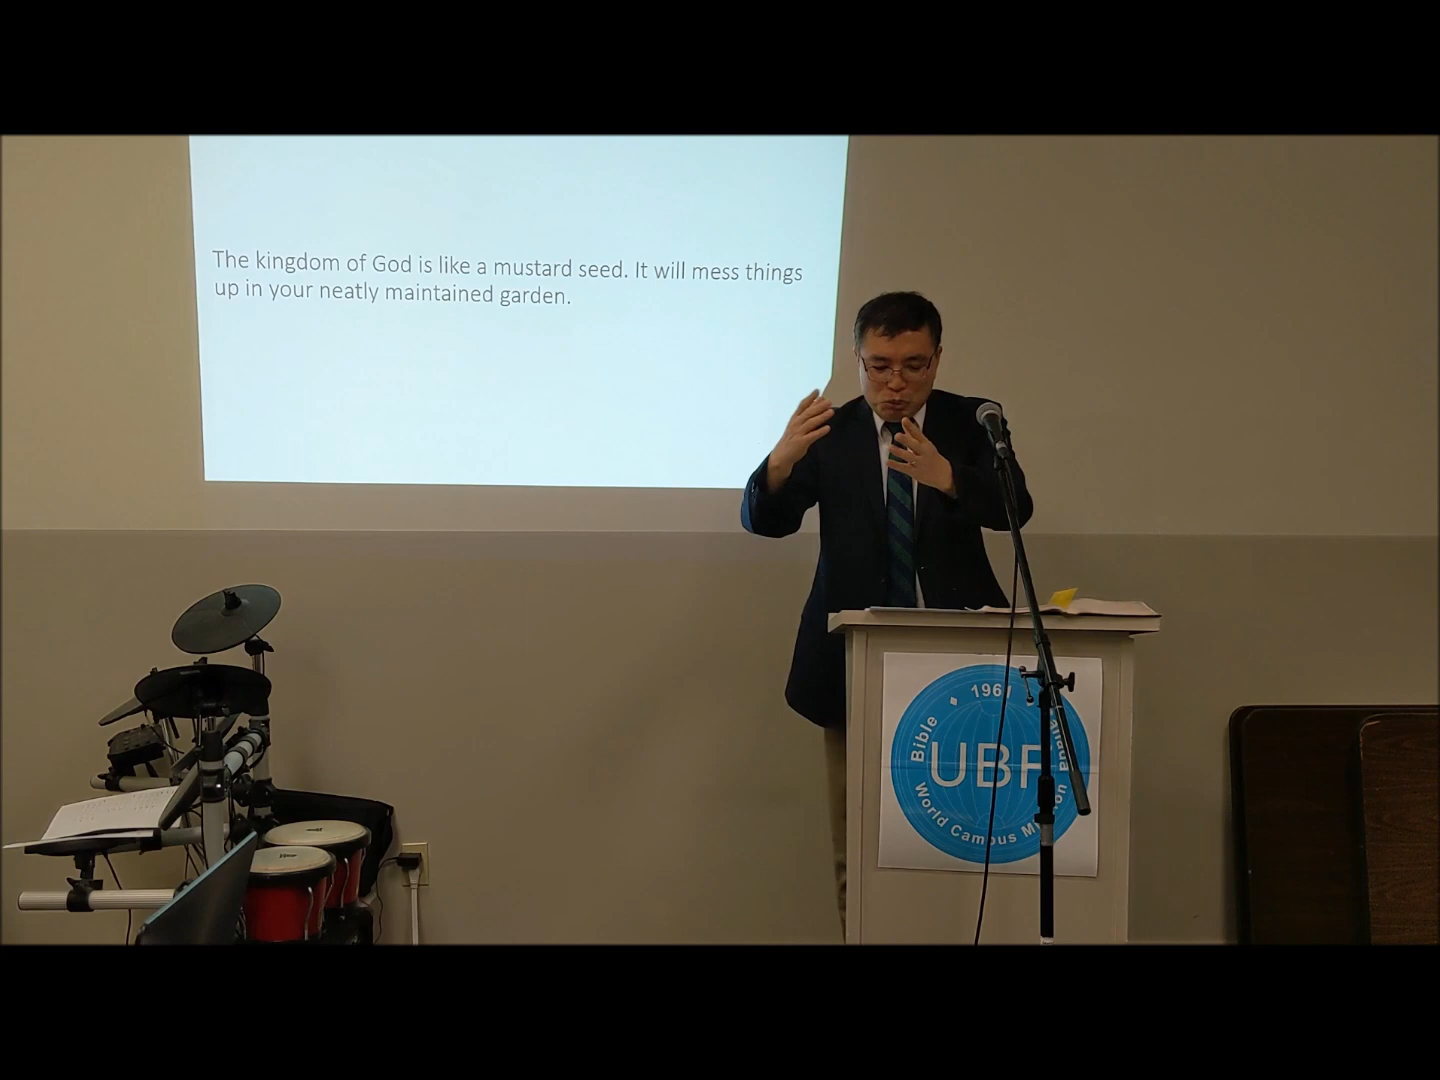 The kingdom of God is like a mustard seed. It will mess things
up in your neatly maintained garden.
1961
Bible
UBF
World Campus